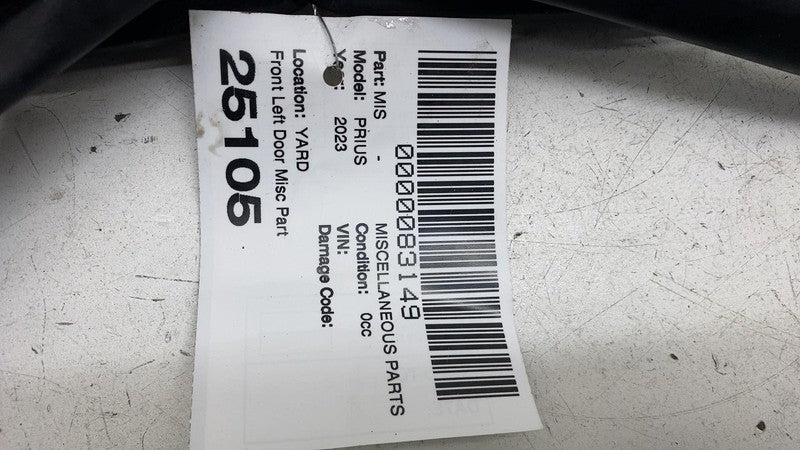 0000083149
Part: MIS - MISCELLANEOUS PARTS
Model: PRIUS Condition: 0cc
Year: 2023 VIN:
Damage Code:
Location: YARD
Front Left Door Misc Part
25105